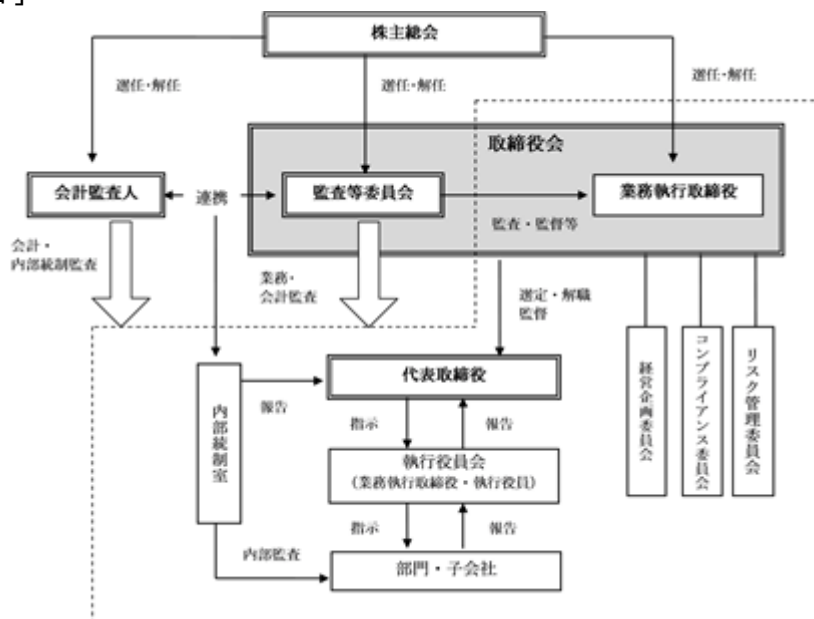 株主総会
選任・解任
選任・解任
選任・解任
取締役会
会計監査人
連携
監査等委員会
業務執行取締役
監査・監督等
会計・
内部統制監査
業務・
会計監査
選定・解職
監督
代表取締役
内部統制室
報告
指示
報告
執行役員会
（業務執行取締役・執行役員）
指示
報告
内部監査
部門・子会社
経営企画委員会
コンプライアンス委員会
リスク管理委員会